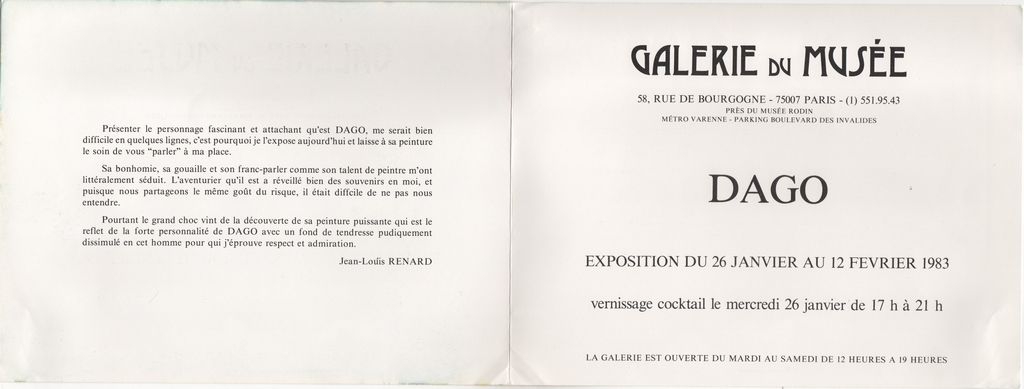 Présenter le personnage fascinant et attachant qu'est DAGO, me serait bien
difficile en quelques lignes, c'est pourquoi je l'expose aujourd'hui et laisse à sa peinture
le soin de vous "parler" à ma place.
Sa bonhomie, sa gouaille et son franc-parler comme son talent de peintre m'ont
littéralement séduit. L'aventurier qu'il est a réveillé bien des souvenirs en moi, et
puisque nous partageons le même goût du risque, il était diffcile de ne pas nous
entendre.
Pourtant le grand choc vint de la découverte de sa peinture puissante qui est le
reflet de la forte personnalité de DAGO avec un fond de tendresse pudiquement
dissimulé en cet homme pour qui j'éprouve respect et admiration.
Jean-Louis RENARD
GALERIE DU MUSÉE
58, RUE DE BOURGOGNE - 75007 PARIS - (1) 551.95.43
PRÈS DU MUSÉE RODIN
MÉTRO VARENNE - PARKING BOULEVARD DES INVALIDES
DAGO
EXPOSITION DU 26 JANVIER AU 12 FEVRIER 1983
vernissage cocktail le mercredi 26 janvier de 17 h à 21 h
LA GALERIE EST OUVERTE DU MARDI AU SAMEDI DE 12 HEURES A 19 HEURES